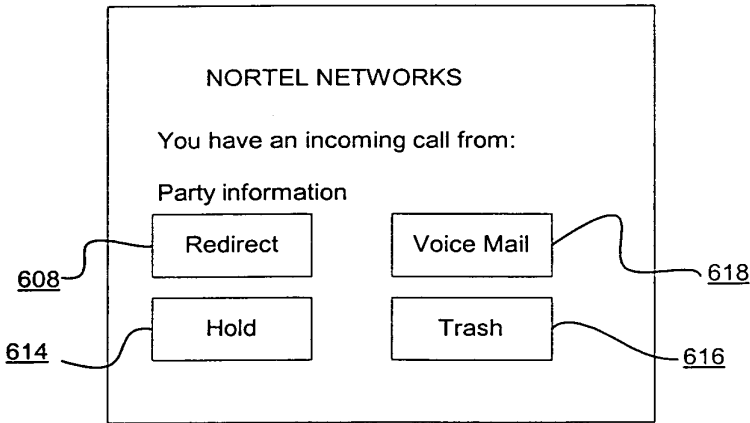 NORTEL NETWORKS
You have an incoming call from:
Party information
Redirect
Voice Mail
608
618
Hold
Trash
614
616